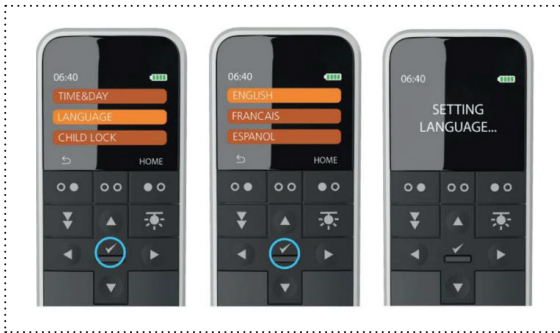 06:40
TIME&DAY
LANGUAGE
CHILD LOCK
HOME
06:40
ENGLISH
FRANCAIS
ESPANOL
HOME
06:40
SETTING
LANGUAGE...